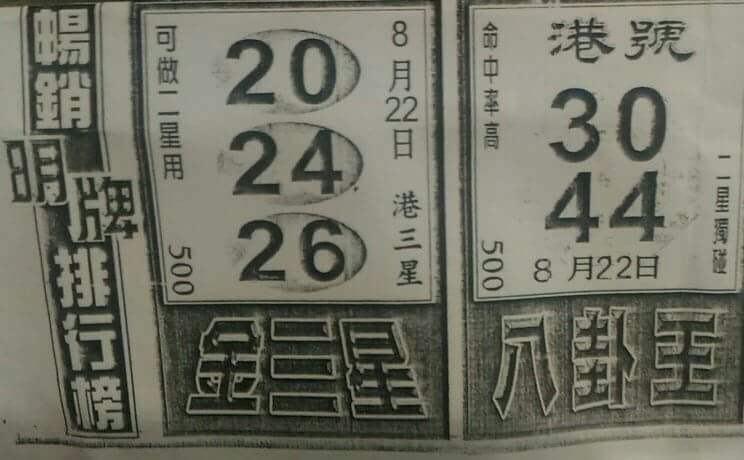 暢銷明牌排行榜
8月22日 港三星
20
24
26
可做二星用 500
金三星
港號
30
44
8月22日
二星獨碰
命中率高 500
八卦王